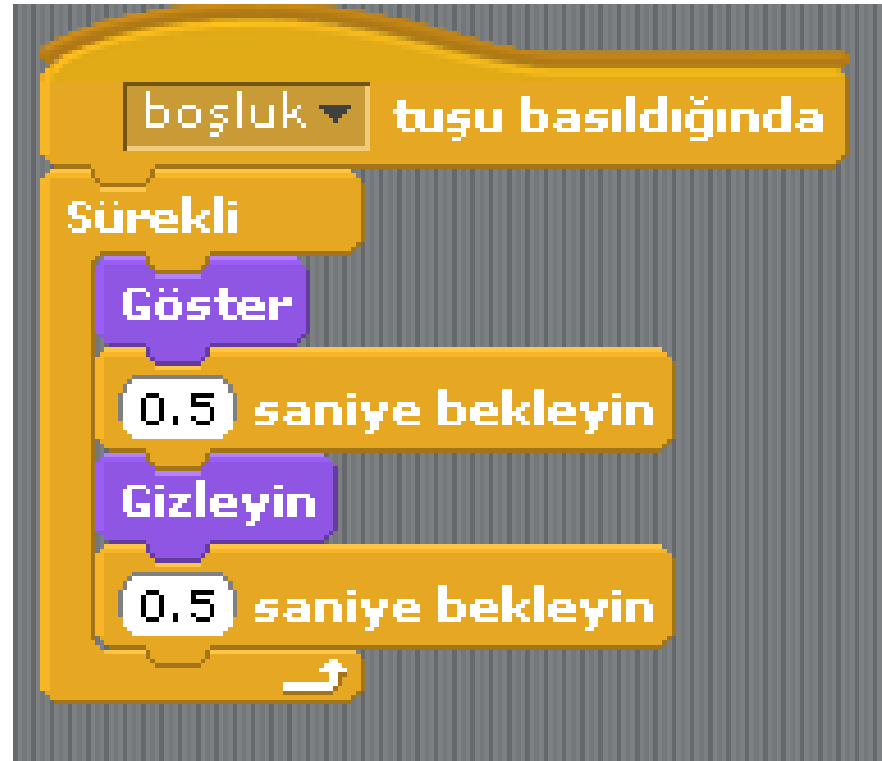 boşluk tuşu basıldığında
Sürekli
Göster
0.5 saniye bekleyin
Gizleyin
0.5 saniye bekleyin